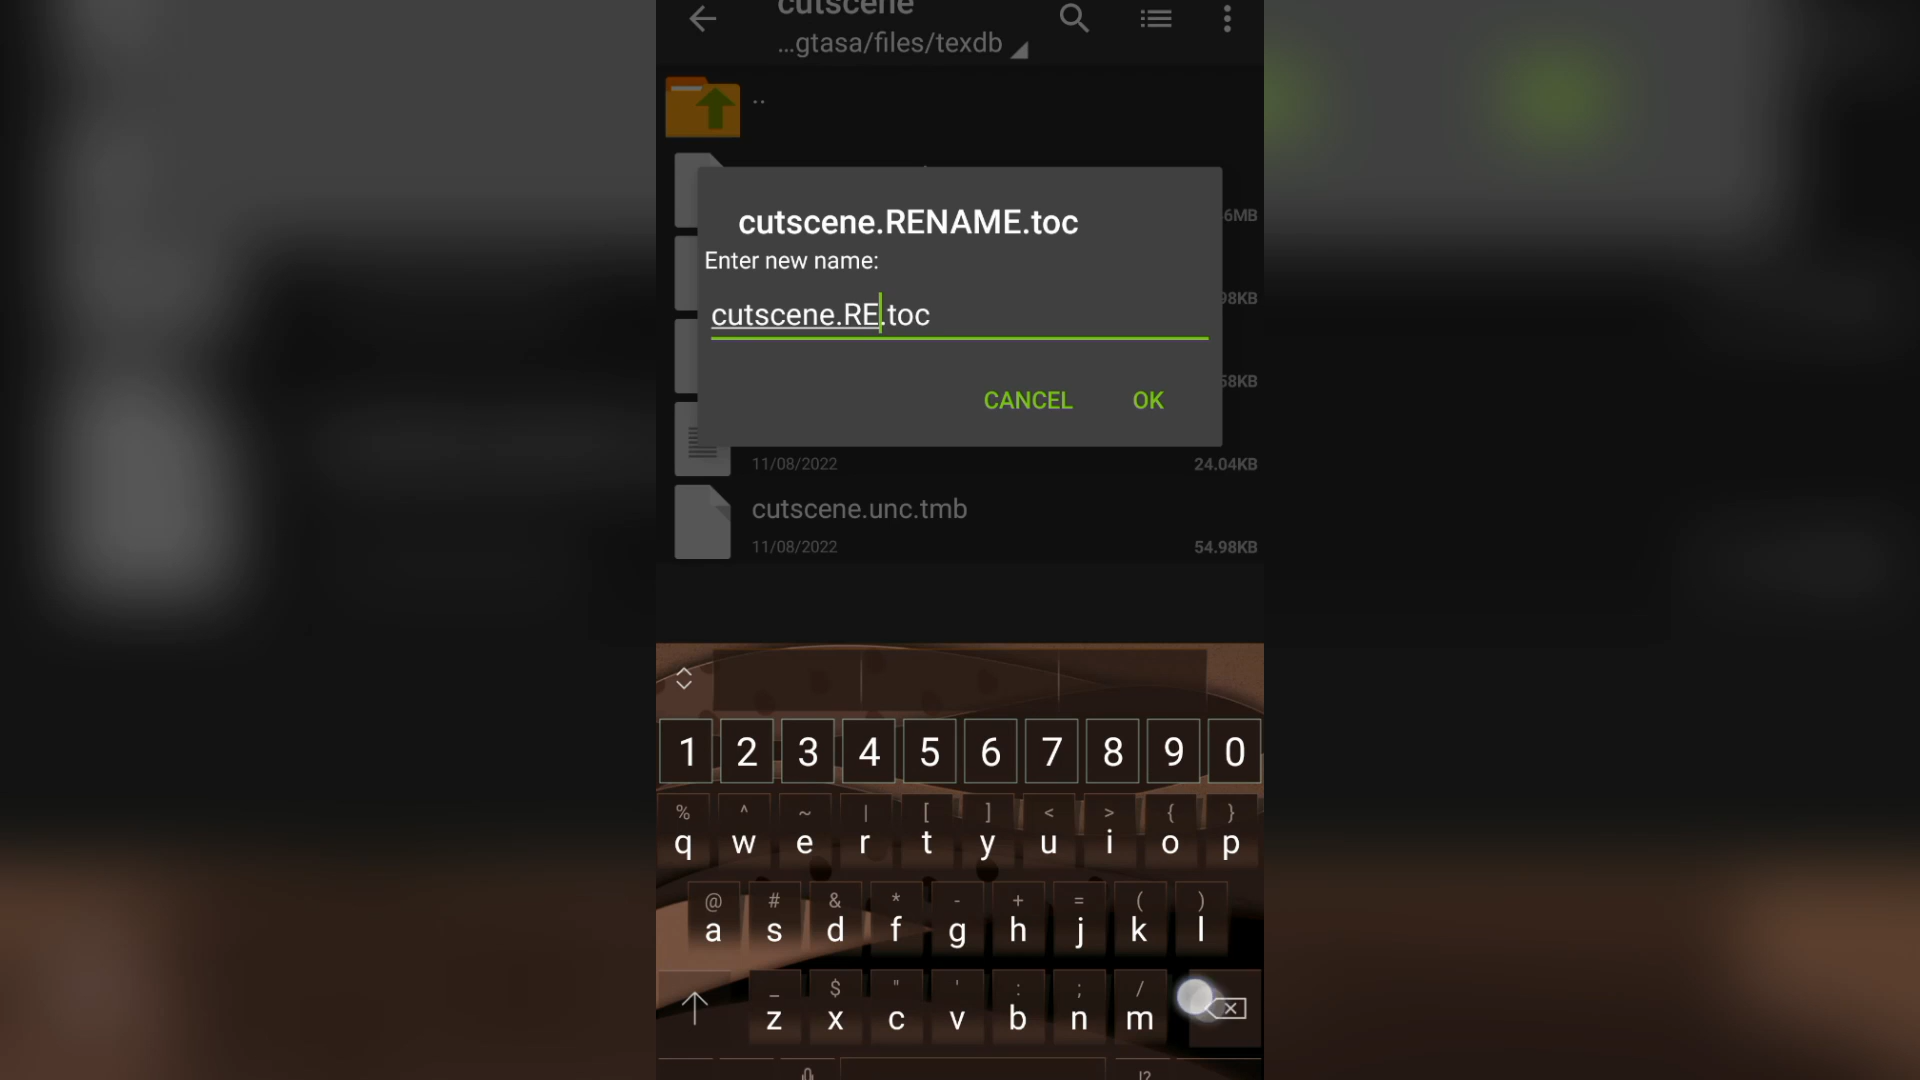 cutscene
...gtasa/files/texdb
..
cutscene.RENAME.toc
Enter new name:
cutscene.RE.toc
CANCEL OK
6MB
98KB
58KB
11/08/2022 24.04KB
cutscene.unc.tmb
11/08/2022 54.98KB
1 2 3 4 5 6 7 8 9 0
% ^ ~ | [ ] < > { }
q w e r t y u i o p
@ # & * - + = ( )
a s d f g h j k l
_ $ " ' : ; /
z x c v b n m
!?